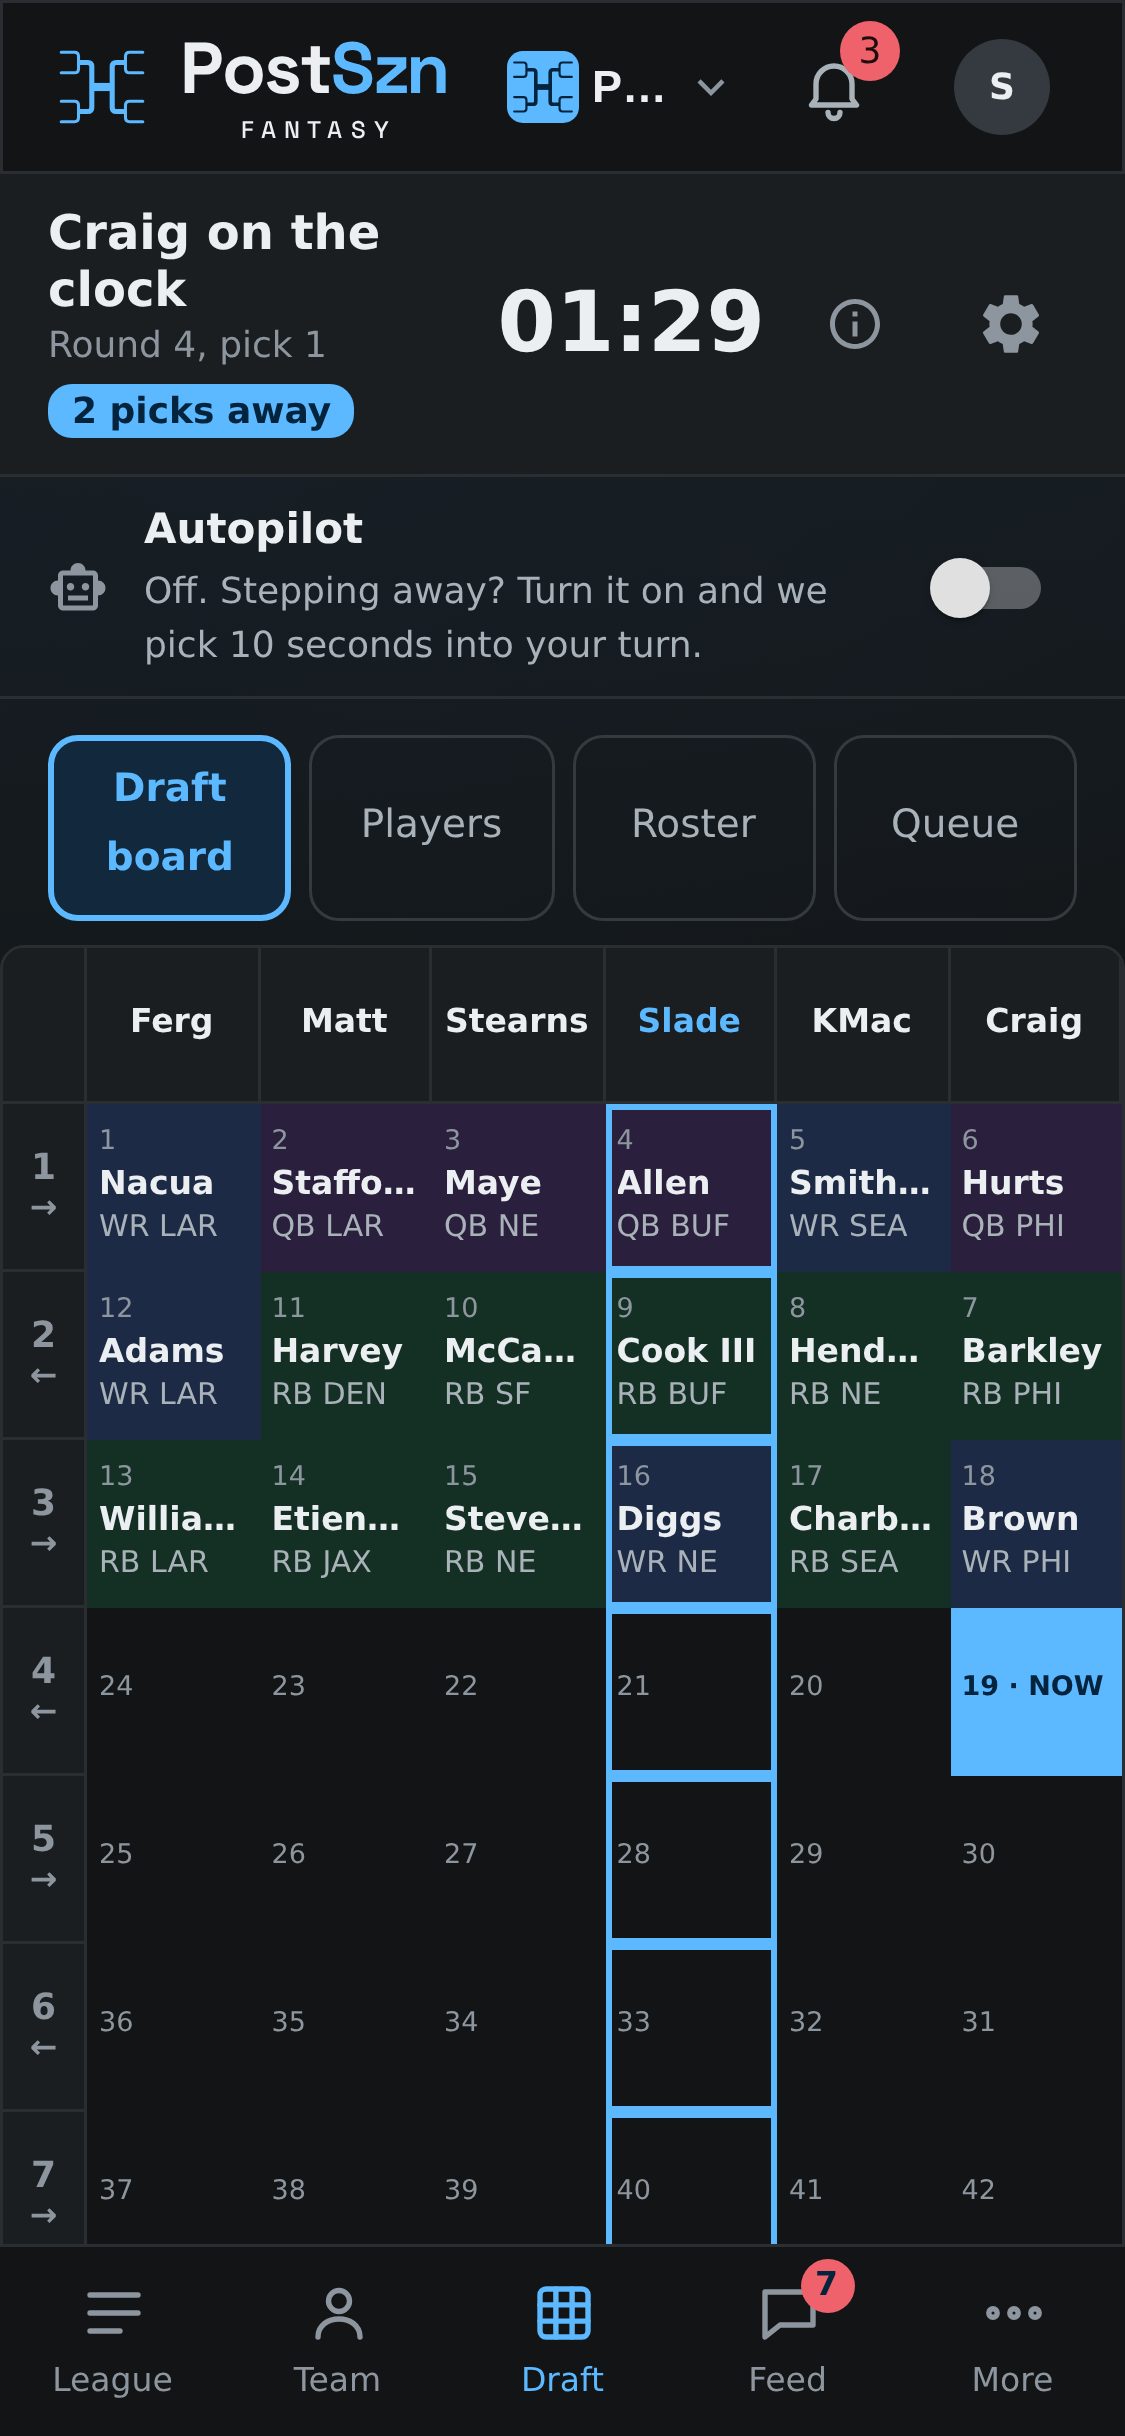 PostSzn
FANTASY
P...
3
S
Craig on the
clock
Round 4, pick 1
2 picks away
01:29
Autopilot
Off. Stepping away? Turn it on and we
pick 10 seconds into your turn.
Draft
board
Players
Roster
Queue
Ferg Matt Stearns Slade KMac Craig
1 →
1 2 3 4 5 6
Nacua Staffo... Maye Allen Smith... Hurts
WR LAR QB LAR QB NE QB BUF WR SEA QB PHI
2 ←
12 11 10 9 8 7
Adams Harvey McCa... Cook III Hend... Barkley
WR LAR RB DEN RB SF RB BUF RB NE RB PHI
3 →
13 14 15 16 17 18
Willia... Etien... Steve... Diggs Charb... Brown
RB LAR RB JAX RB NE WR NE RB SEA WR PHI
4 ←
24 23 22 21 20 19 · NOW
5 →
25 26 27 28 29 30
6 ←
36 35 34 33 32 31
7 →
37 38 39 40 41 42
7
League Team Draft Feed More